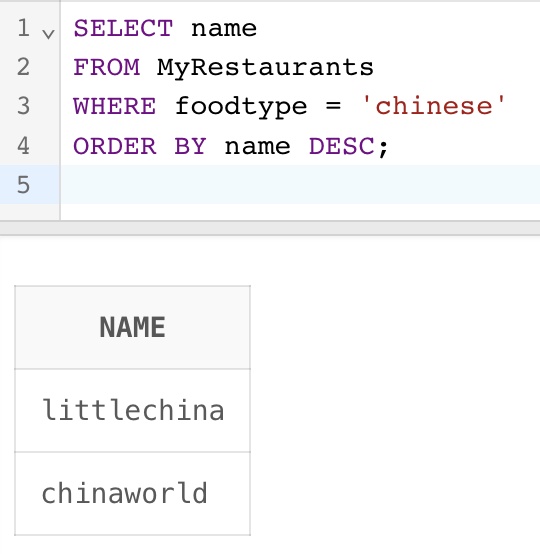 1 SELECT name
2 FROM MyRestaurants
3 WHERE foodtype = 'chinese'
4 ORDER BY name DESC;
5
NAME
littlechina
chinaworld